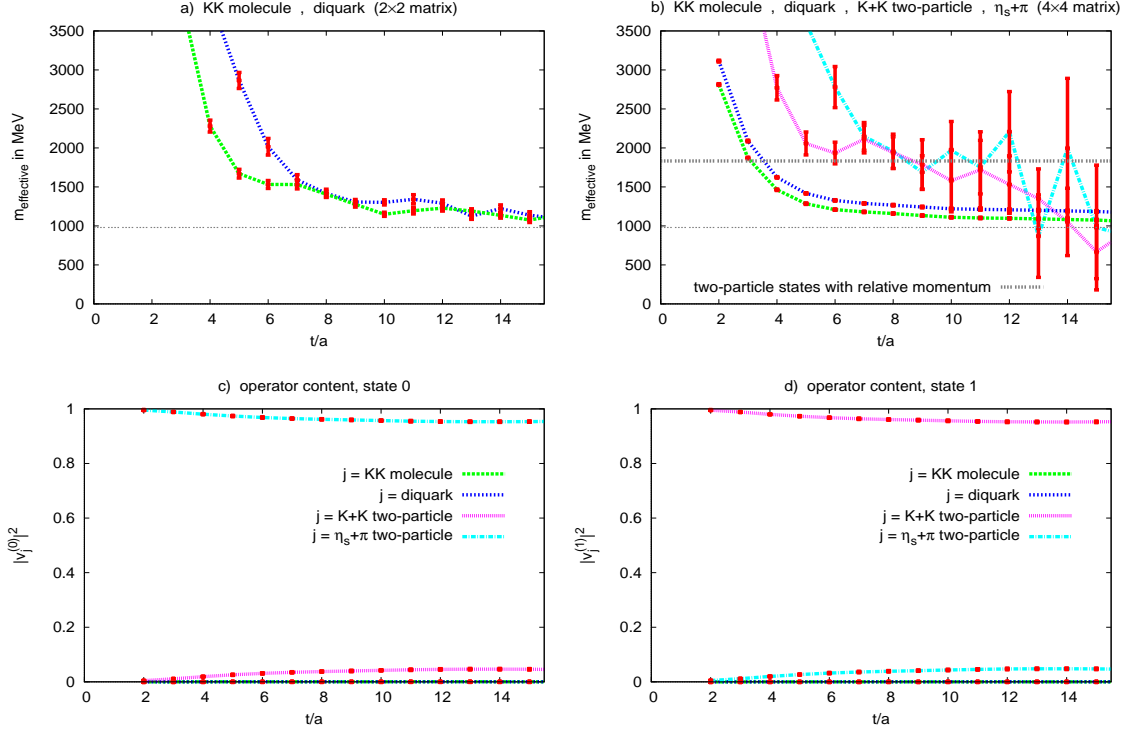 a) KK molecule , diquark (2×2 matrix)
m_effective in MeV
3500
3000
2500
2000
1500
1000
500
0
0 2 4 6 8 10 12 14
t/a
b) KK molecule , diquark , K+K two-particle , η_s+π (4×4 matrix)
m_effective in MeV
3500
3000
2500
2000
1500
1000
500
0
two-particle states with relative momentum
0 2 4 6 8 10 12 14
t/a
c) operator content, state 0
|v_j^(0)|^2
1
0.8
0.6
0.4
0.2
0
j = KK molecule
j = diquark
j = K+K two-particle
j = η_s+π two-particle
0 2 4 6 8 10 12 14
t/a
d) operator content, state 1
|v_j^(1)|^2
1
0.8
0.6
0.4
0.2
0
j = KK molecule
j = diquark
j = K+K two-particle
j = η_s+π two-particle
0 2 4 6 8 10 12 14
t/a